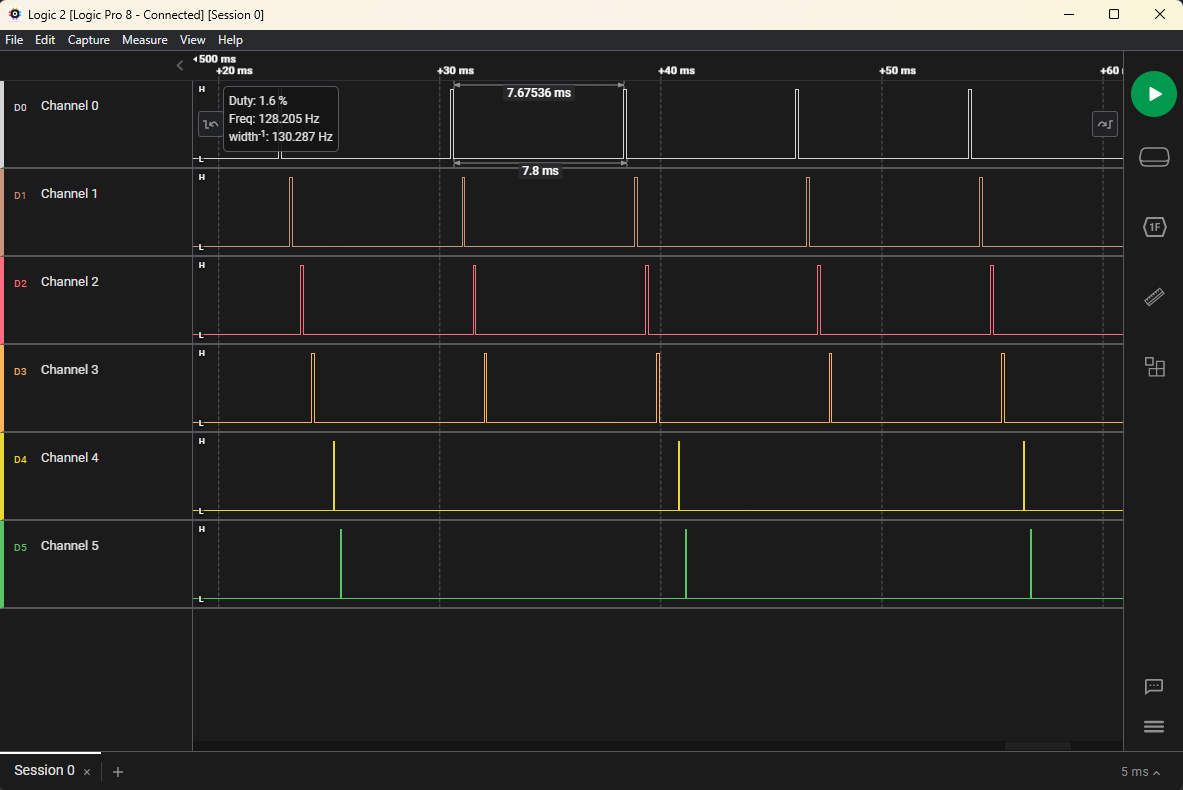 Logic 2 [Logic Pro 8 - Connected] [Session 0]
File Edit Capture Measure View Help
500 ms
+20 ms +30 ms +40 ms +50 ms +60
D0 Channel 0
H
L
Duty: 1.6 %
Freq: 128.205 Hz
width⁻¹: 130.287 Hz
7.67536 ms
7.8 ms
D1 Channel 1
H
L
D2 Channel 2
H
L
D3 Channel 3
H
L
D4 Channel 4
H
L
D5 Channel 5
H
L
1F
Session 0
5 ms